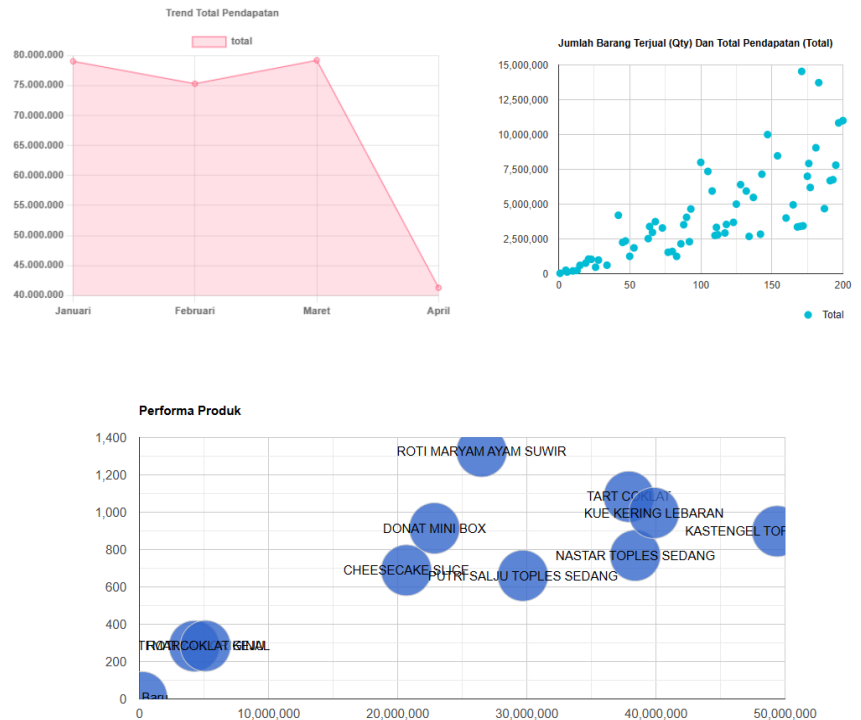 Trend Total Pendapatan
total
80.000.000
75.000.000
70.000.000
65.000.000
60.000.000
55.000.000
50.000.000
45.000.000
40.000.000
Januari Februari Maret April
Jumlah Barang Terjual (Qty) Dan Total Pendapatan (Total)
15,000,000
12,500,000
10,000,000
7,500,000
5,000,000
2,500,000
0
0 50 100 150 200
Total
Performa Produk
1,400
1,200
1,000
800
600
400
200
0
ROTI MARYAM AYAM SUWIR
TART COKLAT
KUE KERING LEBARAN
DONAT MINI BOX
KASTENGEL TOP
NASTAR TOPLES SEDANG
CHEESECAKE SLICE
PUTRI SALJU TOPLES SEDANG
Baru
0 10,000,000 20,000,000 30,000,000 40,000,000 50,000,000